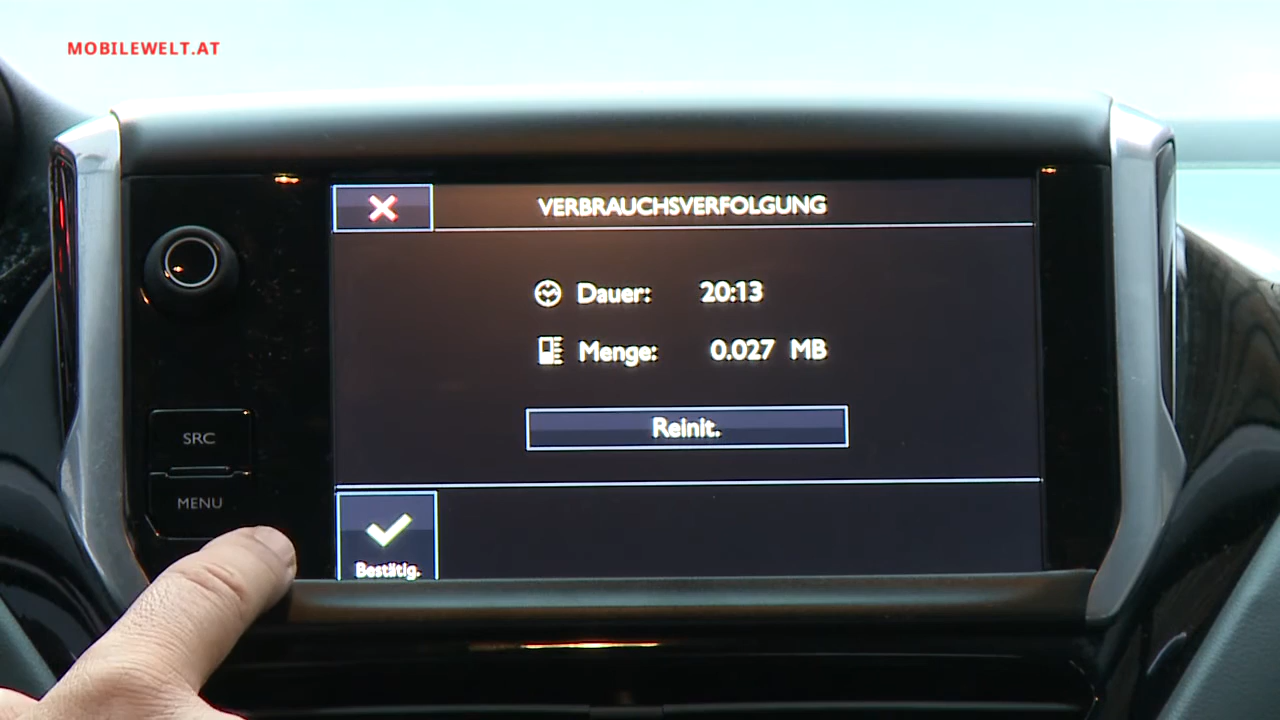 MOBILEWELT.AT
VERBRAUCHSVERFOLGUNG
Dauer: 20:13
Menge: 0.027 MB
Reinit.
SRC
MENU
Bestätig.